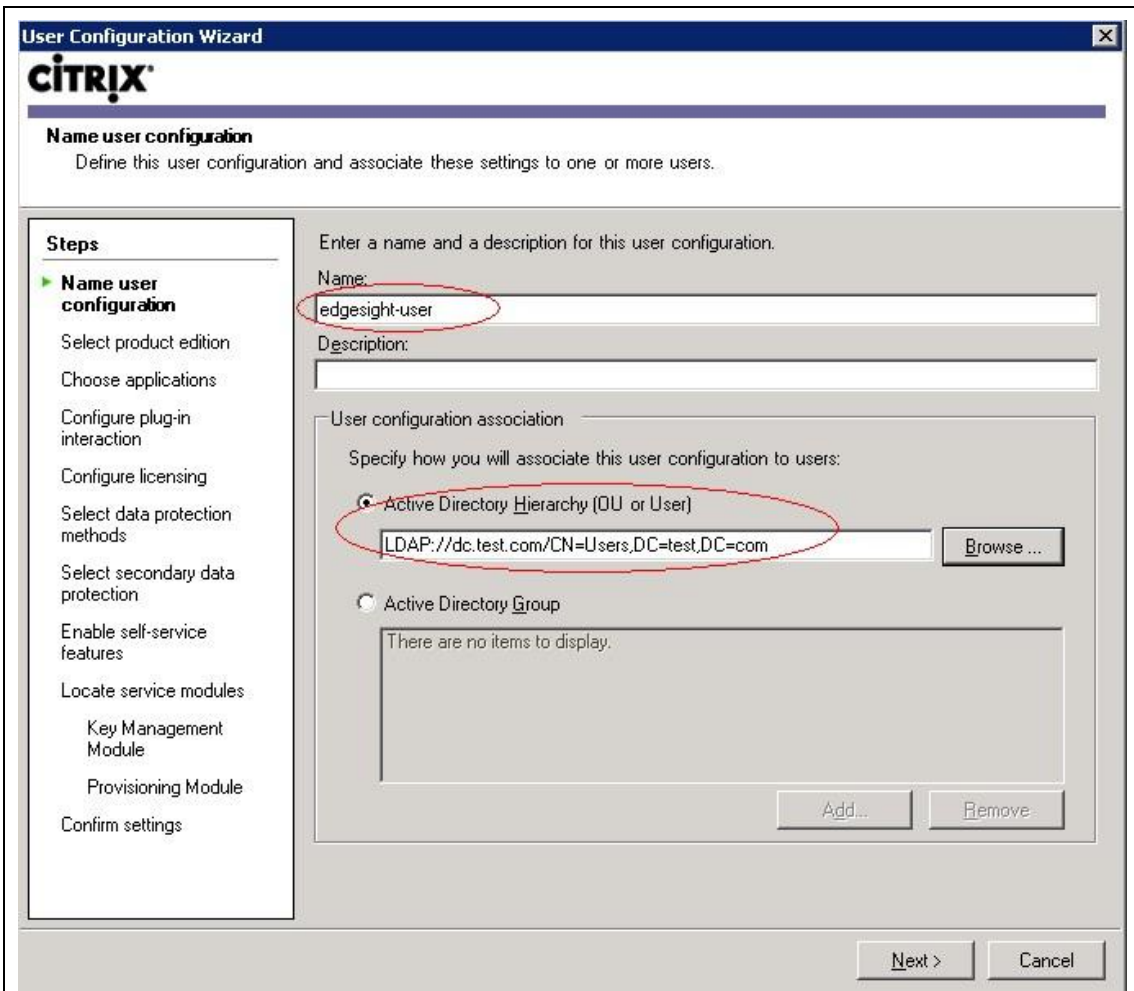 User Configuration Wizard
CİTRIX
Name user configuration
Define this user configuration and associate these settings to one or more users.
Steps
Name user
configuration
Select product edition
Choose applications
Configure plug-in
interaction
Configure licensing
Select data protection
methods
Select secondary data
protection
Enable self-service
features
Locate service modules
Key Management
Module
Provisioning Module
Confirm settings
Enter a name and a description for this user configuration.
Name:
edgesight-user
Description:
User configuration association
Specify how you will associate this user configuration to users:
Active Directory Hierarchy (OU or User)
LDAP://dc.test.com/CN=Users,DC=test,DC=com
Browse ...
Active Directory Group
There are no items to display.
Add...
Remove
Next >
Cancel